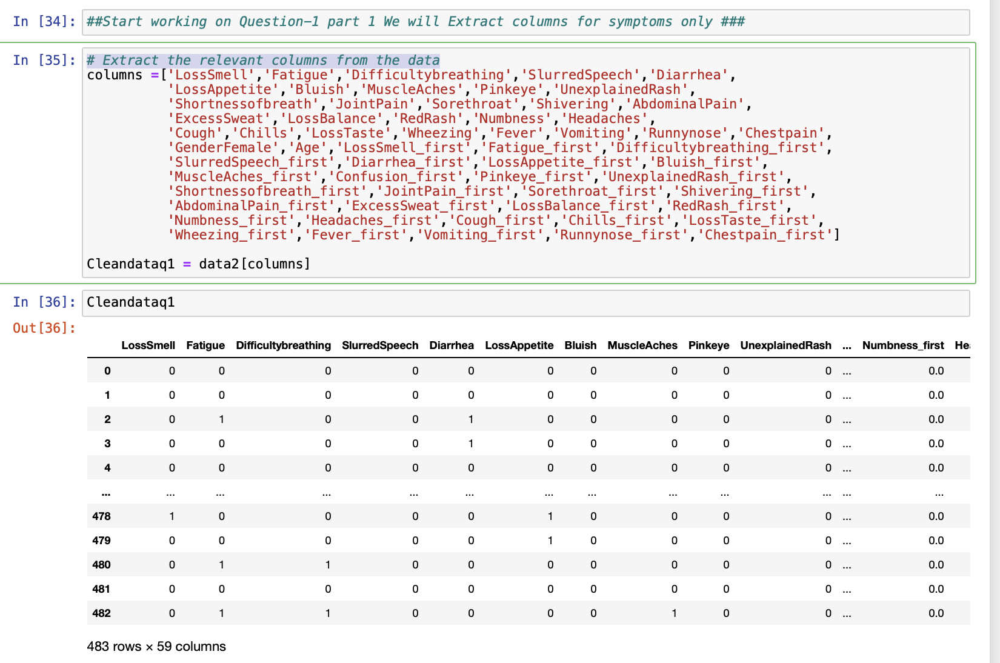 In [34]: ##Start working on Question-1 part 1 We will Extract columns for symptoms only ###
In [35]: # Extract the relevant columns from the data
columns =['LossSmell','Fatigue','Difficultybreathing','SlurredSpeech','Diarrhea',
'LossAppetite','Bluish','MuscleAches','Pinkeye','UnexplainedRash',
'Shortnessofbreath','JointPain','Sorethroat','Shivering','AbdominalPain',
'ExcessSweat','LossBalance','RedRash','Numbness','Headaches',
'Cough','Chills','LossTaste','Wheezing','Fever','Vomiting','Runnynose','Chestpain',
'GenderFemale','Age','LossSmell_first','Fatigue_first','Difficultybreathing_first',
'SlurredSpeech_first','Diarrhea_first','LossAppetite_first','Bluish_first',
'MuscleAches_first','Confusion_first','Pinkeye_first','UnexplainedRash_first',
'Shortnessofbreath_first','JointPain_first','Sorethroat_first','Shivering_first',
'AbdominalPain_first','ExcessSweat_first','LossBalance_first','RedRash_first',
'Numbness_first','Headaches_first','Cough_first','Chills_first','LossTaste_first',
'Wheezing_first','Fever_first','Vomiting_first','Runnynose_first','Chestpain_first']
Cleandataq1 = data2[columns]
In [36]: Cleandataq1
Out[36]:
LossSmell Fatigue Difficultybreathing SlurredSpeech Diarrhea LossAppetite Bluish MuscleAches Pinkeye UnexplainedRash ... Numbness_first
0 0 0 0 0 0 0 0 0 0 0 ... 0.0
1 0 0 0 0 0 0 0 0 0 0 ... 0.0
2 0 1 0 0 1 0 0 0 0 0 ... 0.0
3 0 0 0 0 1 0 0 0 0 0 ... 0.0
4 0 0 0 0 0 0 0 0 0 0 ... 0.0
... ... ... ... ... ... ... ... ... ... ... ... ...
478 1 0 0 0 0 1 0 0 0 0 ... 0.0
479 0 0 0 0 0 1 0 0 0 0 ... 0.0
480 0 1 1 0 0 0 0 0 0 0 ... 0.0
481 0 0 0 0 0 0 0 0 0 0 ... 0.0
482 0 1 1 0 0 0 0 1 0 0 ... 0.0
483 rows × 59 columns